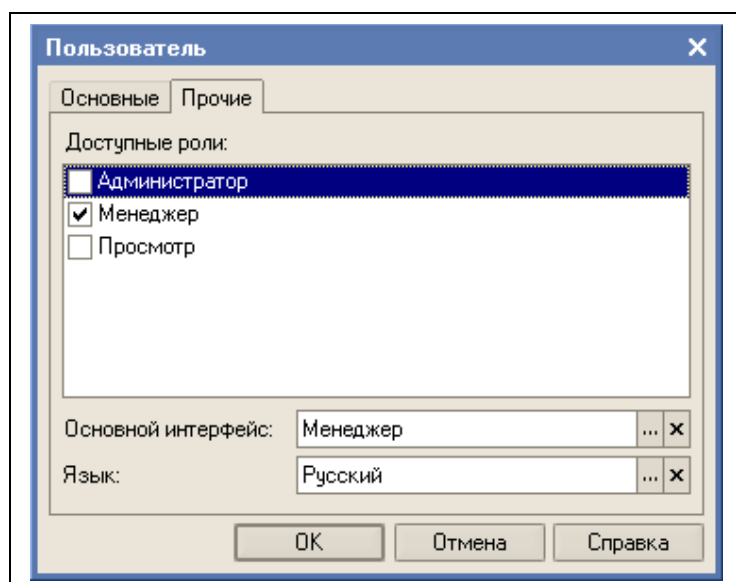 Пользователь
Основные Прочие
Доступные роли:
Администратор
Менеджер
Просмотр
Основной интерфейс: Менеджер ...
Язык: Русский ...
OK Отмена Справка